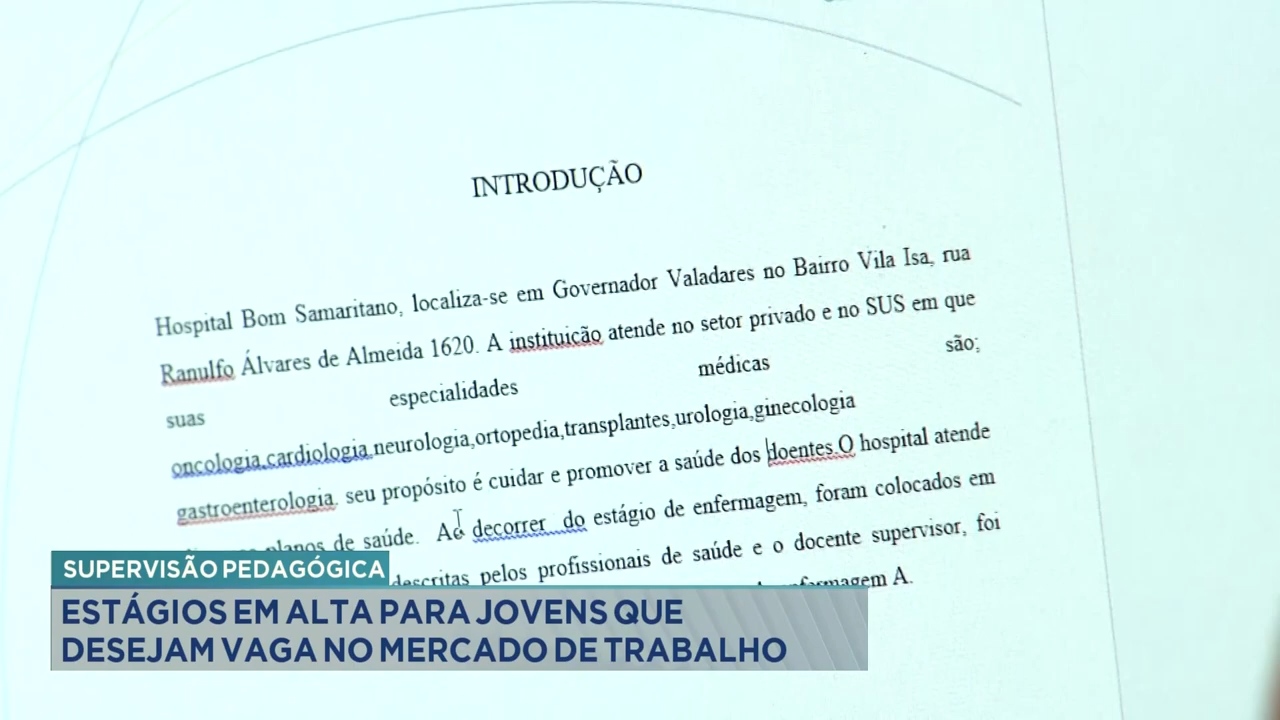 INTRODUÇÃO
Hospital Bom Samaritano, localiza-se em Governador Valadares no Bairro Vila Isa, rua
Ranulfo Álvares de Almeida 1620. A instituicão atende no setor privado e no SUS em que
suas especialidades médicas são;
oncologia,cardiologia,neurologia,ortopedia,transplantes,urologia,ginecologia
gastroenterologia. seu propósito é cuidar e promover a saúde dos doentes.O hospital atende
planos de saúde. Ao decorrer do estágio de enfermagem, foram colocados em
descritas pelos profissionais de saúde e o docente supervisor, foi
enfermagem A.
SUPERVISÃO PEDAGÓGICA
ESTÁGIOS EM ALTA PARA JOVENS QUE
DESEJAM VAGA NO MERCADO DE TRABALHO